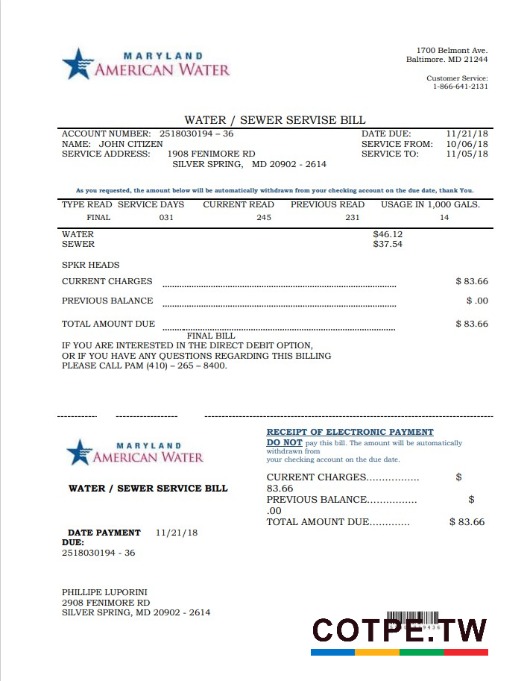 MARYLAND
AMERICAN WATER
1700 Belmont Ave.
Baltimore. MD 21244
Customer Service:
1-866-641-2131
WATER / SEWER SERVISE BILL
ACCOUNT NUMBER: 2518030194 – 36 DATE DUE: 11/21/18
NAME: JOHN CITIZEN SERVICE FROM: 10/06/18
SERVICE ADDRESS: 1908 FENIMORE RD SERVICE TO: 11/05/18
SILVER SPRING, MD 20902 - 2614
As you requested, the amount below will be automatically withdrawn from your checking account on the due date, thank You.
TYPE READ SERVICE DAYS CURRENT READ PREVIOUS READ USAGE IN 1,000 GALS.
FINAL 031 245 231 14
WATER $46.12
SEWER $37.54
SPKR HEADS
CURRENT CHARGES $ 83.66
PREVIOUS BALANCE $ .00
TOTAL AMOUNT DUE $ 83.66
FINAL BILL
IF YOU ARE INTERESTED IN THE DIRECT DEBIT OPTION,
OR IF YOU HAVE ANY QUESTIONS REGARDING THIS BILLING
PLEASE CALL PAM (410) – 265 – 8400.
MARYLAND
AMERICAN WATER
WATER / SEWER SERVICE BILL
DATE PAYMENT 11/21/18
DUE:
2518030194 - 36
RECEIPT OF ELECTRONIC PAYMENT
DO NOT pay this bill. The amount will be automatically
withdrawn from
your checking account on the due date.
CURRENT CHARGES................ $
83.66
PREVIOUS BALANCE............... $
.00
TOTAL AMOUNT DUE............ $ 83.66
PHILLIPE LUPORINI
2908 FENIMORE RD
SILVER SPRING, MD 20902 - 2614
COTPE.TW